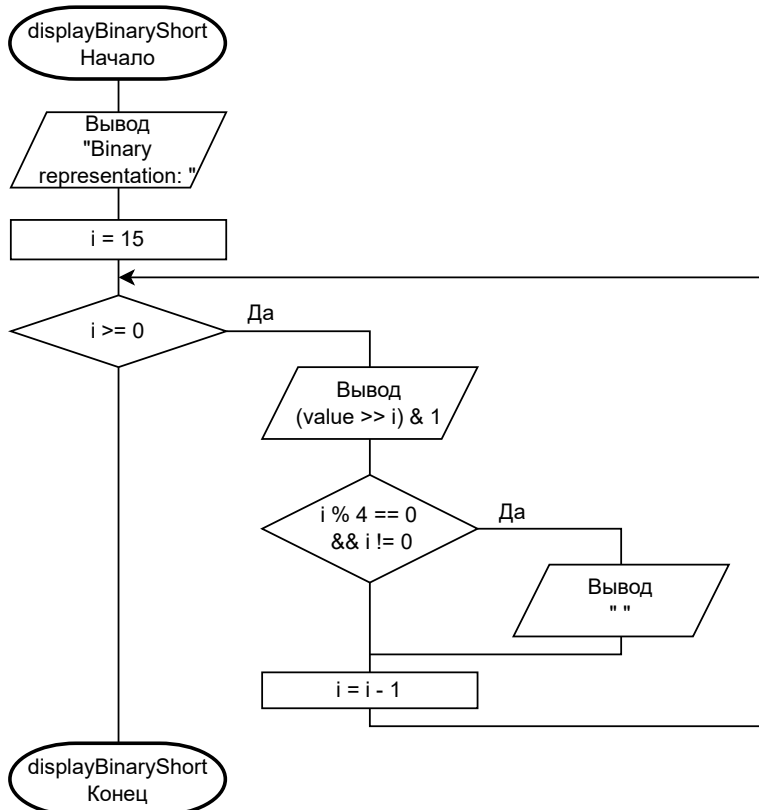 displayBinaryShort
Начало
Вывод
"Binary
representation: "
i = 15
i >= 0
Да
Вывод
(value >> i) & 1
i % 4 == 0
&& i != 0
Да
Вывод
" "
i = i - 1
displayBinaryShort
Конец